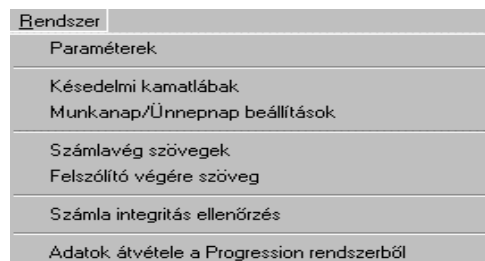 Rendszer
Paraméterek
Késedelmi kamatlábak
Munkanap/Ünnepnap beállítások
Számlavég szövegek
Felszólító végére szöveg
Számla integritás ellenőrzés
Adatok átvétele a Progression rendszerből